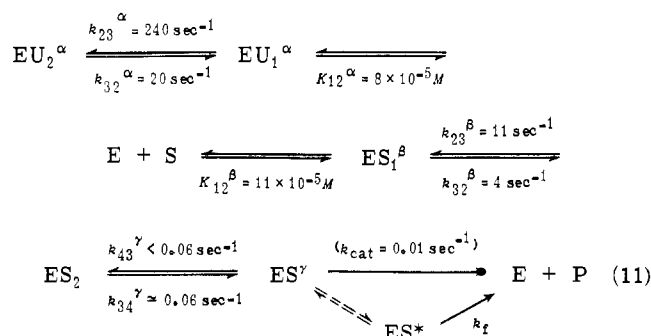 k₂₃^α = 240 sec⁻¹
EU₂^α ⇌ EU₁^α ⇌
k₃₂^α = 20 sec⁻¹ K₁₂^α = 8 × 10⁻⁵ M
k₂₃^β = 11 sec⁻¹
E + S ⇌ ES₁^β ⇌
K₁₂^β = 11 × 10⁻⁵ M k₃₂^β = 4 sec⁻¹
k₄₃^γ < 0.06 sec⁻¹ (k_cat = 0.01 sec⁻¹)
ES₂ ⇌ ES^γ → E + P (11)
k₃₄^γ ≃ 0.06 sec⁻¹
ES* k_f